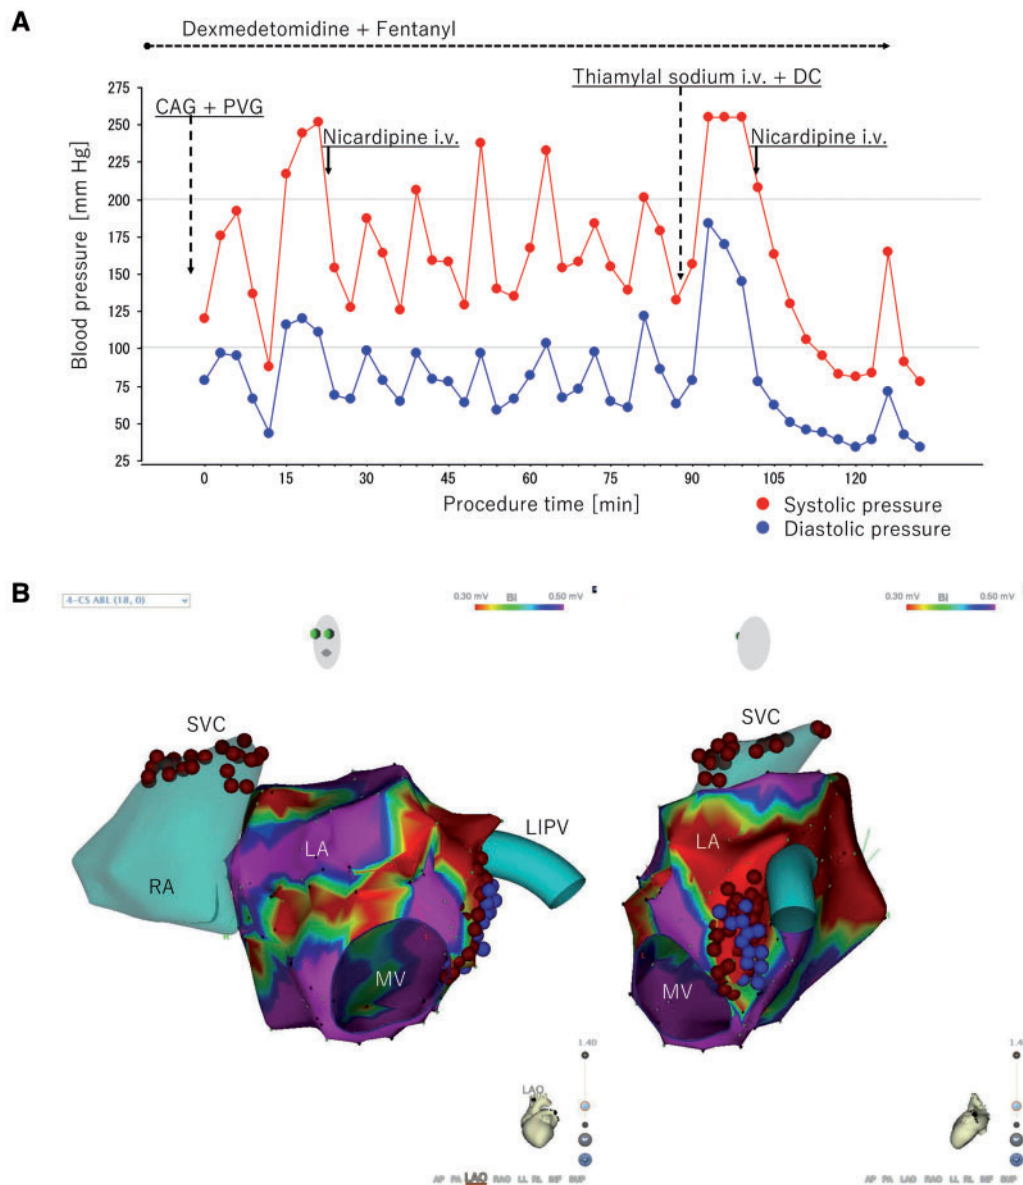 A
Dexmedetomidine + Fentanyl
Thiamylal sodium i.v. + DC
CAG + PVG
Nicardipine i.v.
Nicardipine i.v.
Blood pressure [mm Hg]
275
250
225
200
175
150
125
100
75
50
25
0 15 30 45 60 75 90 105 120
Procedure time [min]
Systolic pressure
Diastolic pressure
B
4-CS ABL (18, 0)
0.30 mV BI 0.50 mV
0.30 mV BI 0.50 mV
SVC
SVC
LA
LIPV
LA
RA
MV
MV
1.40
1.4
LAO
AP PA LAO RAO LL RL INF SUP
AP PA LAO RAO LL RL INF SUP